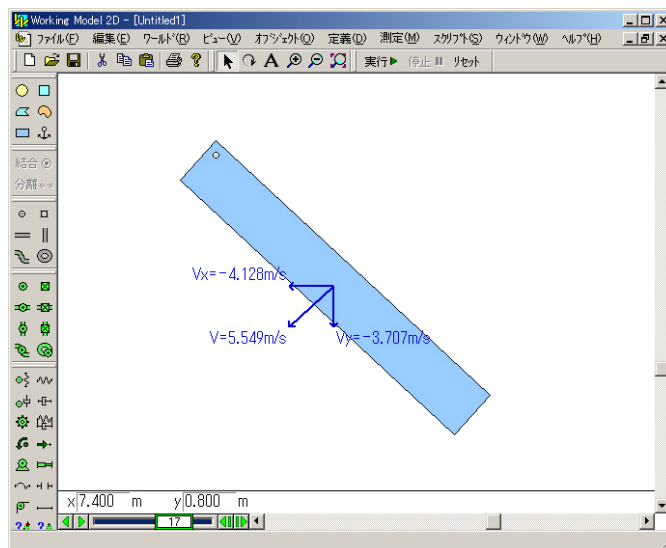 Working Model 2D - [Untitled1]
ファイル(F) 編集(E) ワールド(R) ビュー(V) オブジェクト(O) 定義(D) 測定(M) スクリプト(S) ウィンドウ(W) ヘルプ(H)
A ? 実行 停止 リセット
結合
分離
Vx=-4.128m/s
V=5.549m/s Vy=-3.707m/s
x 7.400 m y 0.800 m
17